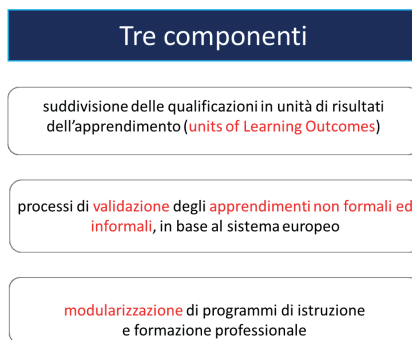 Tre componenti
suddivisione delle qualificazioni in unità di risultati
dell’apprendimento (units of Learning Outcomes)
processi di validazione degli apprendimenti non formali ed
informali, in base al sistema europeo
modularizzazione di programmi di istruzione
e formazione professionale